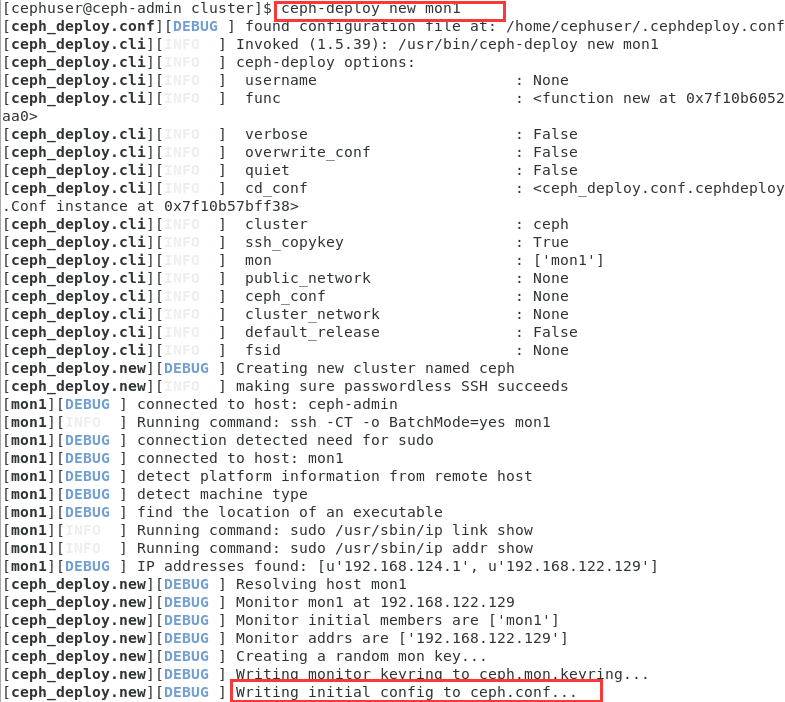 [cephuser@ceph-admin cluster]$ ceph-deploy new mon1
[ceph_deploy.conf][DEBUG ] found configuration file at: /home/cephuser/.cephdeploy.conf
[ceph_deploy.cli][INFO  ] Invoked (1.5.39): /usr/bin/ceph-deploy new mon1
[ceph_deploy.cli][INFO  ] ceph-deploy options:
[ceph_deploy.cli][INFO  ]  username                      : None
[ceph_deploy.cli][INFO  ]  func                          : <function new at 0x7f10b6052
aa0>
[ceph_deploy.cli][INFO  ]  verbose                       : False
[ceph_deploy.cli][INFO  ]  overwrite_conf                : False
[ceph_deploy.cli][INFO  ]  quiet                         : False
[ceph_deploy.cli][INFO  ]  cd_conf                       : <ceph_deploy.conf.cephdeploy
.Conf instance at 0x7f10b57bff38>
[ceph_deploy.cli][INFO  ]  cluster                       : ceph
[ceph_deploy.cli][INFO  ]  ssh_copykey                   : True
[ceph_deploy.cli][INFO  ]  mon                           : ['mon1']
[ceph_deploy.cli][INFO  ]  public_network                : None
[ceph_deploy.cli][INFO  ]  ceph_conf                     : None
[ceph_deploy.cli][INFO  ]  cluster_network               : None
[ceph_deploy.cli][INFO  ]  default_release               : False
[ceph_deploy.cli][INFO  ]  fsid                          : None
[ceph_deploy.new][DEBUG ] Creating new cluster named ceph
[ceph_deploy.new][INFO  ] making sure passwordless SSH succeeds
[mon1][DEBUG ] connected to host: ceph-admin
[mon1][INFO  ] Running command: ssh -CT -o BatchMode=yes mon1
[mon1][DEBUG ] connection detected need for sudo
[mon1][DEBUG ] connected to host: mon1
[mon1][DEBUG ] detect platform information from remote host
[mon1][DEBUG ] detect machine type
[mon1][DEBUG ] find the location of an executable
[mon1][INFO  ] Running command: sudo /usr/sbin/ip link show
[mon1][INFO  ] Running command: sudo /usr/sbin/ip addr show
[mon1][DEBUG ] IP addresses found: [u'192.168.124.1', u'192.168.122.129']
[ceph_deploy.new][DEBUG ] Resolving host mon1
[ceph_deploy.new][DEBUG ] Monitor mon1 at 192.168.122.129
[ceph_deploy.new][DEBUG ] Monitor initial members are ['mon1']
[ceph_deploy.new][DEBUG ] Monitor addrs are ['192.168.122.129']
[ceph_deploy.new][DEBUG ] Creating a random mon key...
[ceph_deploy.new][DEBUG ] Writing monitor keyring to ceph.mon.keyring...
[ceph_deploy.new][DEBUG ] Writing initial config to ceph.conf...